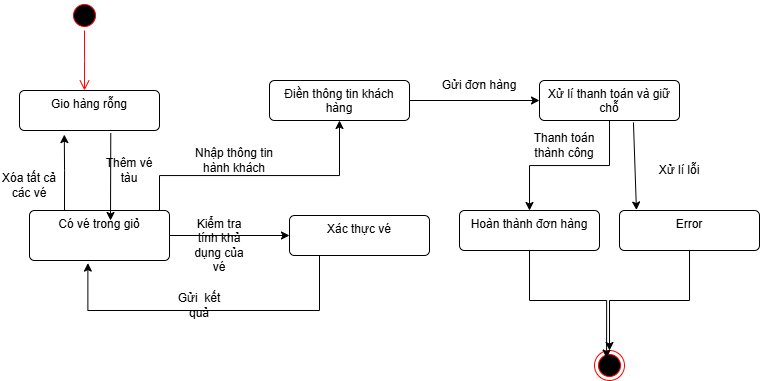 Gio hàng rỗng
Điền thông tin khách
hàng
Gửi đơn hàng
Xử lí thanh toán và giữ
chỗ
Xóa tất cả
các vé
Thêm vé
tàu
Nhập thông tin
hành khách
Thanh toán
thành công
Xử lí lỗi
Có vé trong giỏ
Kiểm tra
tính khả
dụng của
vé
Xác thực vé
Hoàn thành đơn hàng
Error
Gửi kết
quả